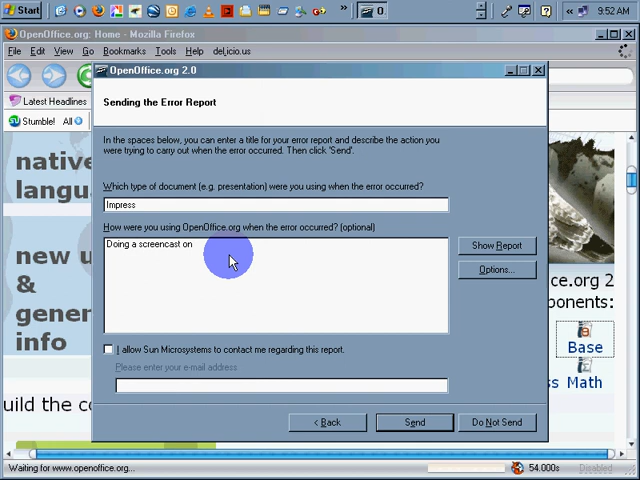 Start
»
0
«
9:52 AM
OpenOffice.org: Home - Mozilla Firefox
File Edit View Go Bookmarks Tools Help del.icio.us
Latest Headlines
Stumble! All
OpenOffice.org 2.0
Sending the Error Report
In the spaces below, you can enter a title for your error report and describe the action you
were trying to carry out when the error occurred. Then click 'Send'.
Which type of document (e.g. presentation) were you using when the error occurred?
Impress
How were you using OpenOffice.org when the error occurred? (optional)
Doing a screencast on
Show Report
Options...
I allow Sun Microsystems to contact me regarding this report.
Please enter your e-mail address
< Back
Send
Do Not Send
native
langu
new u
&
gener
info
uild the co
ce.org 2
ponents:
Base
ss Math
Waiting for www.openoffice.org...
54.000s
Disabled